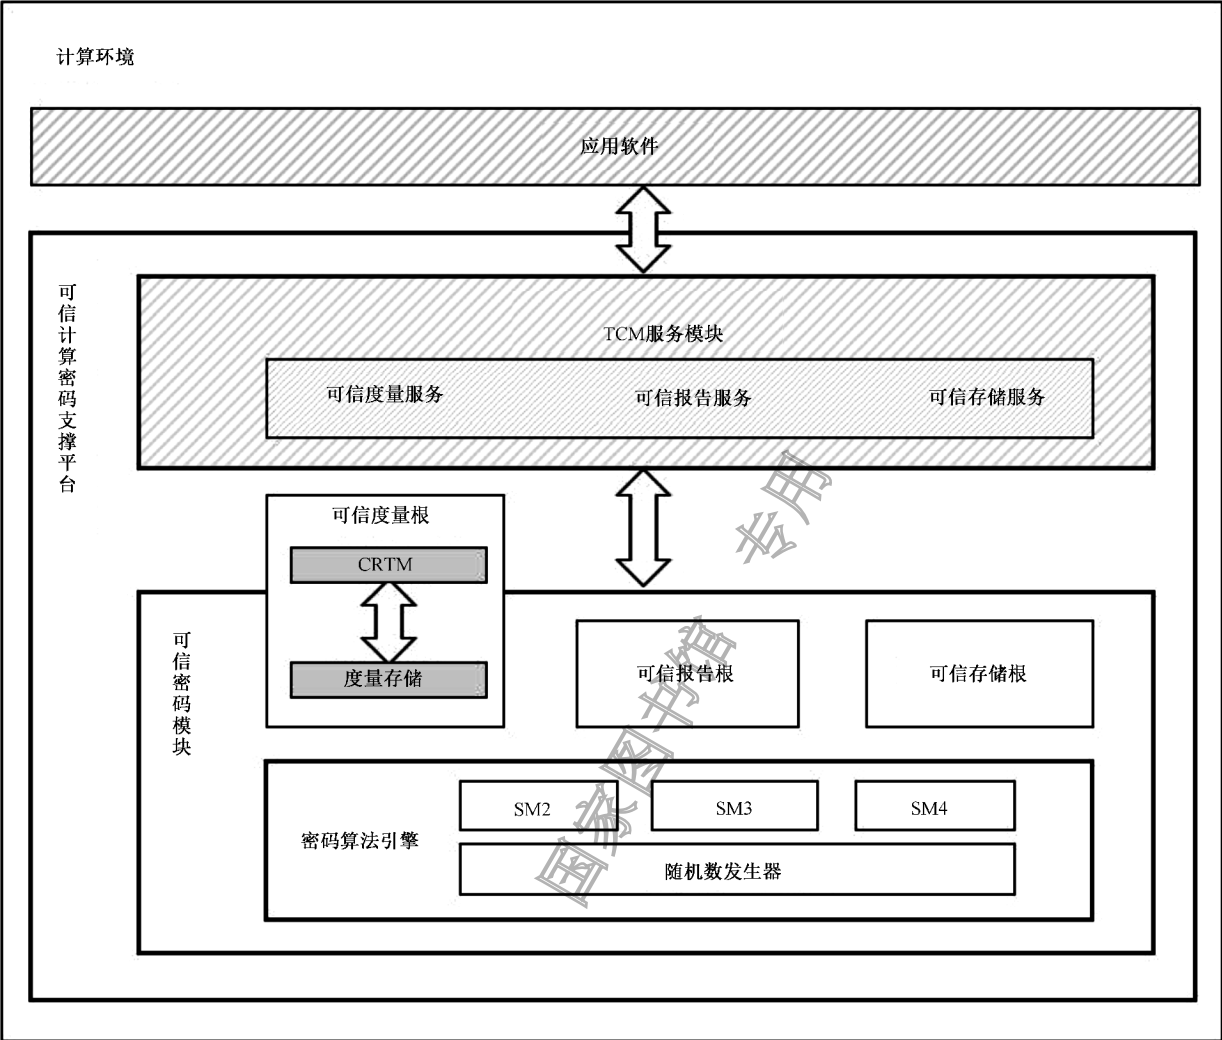 计算环境
应用软件
可信计算密码支撑平台
TCM服务模块
可信度量服务
可信报告服务
可信存储服务
可信度量根
CRTM
度量存储
可信密码模块
可信报告根
可信存储根
密码算法引擎
SM2
SM3
SM4
随机数发生器
国家图书馆专用